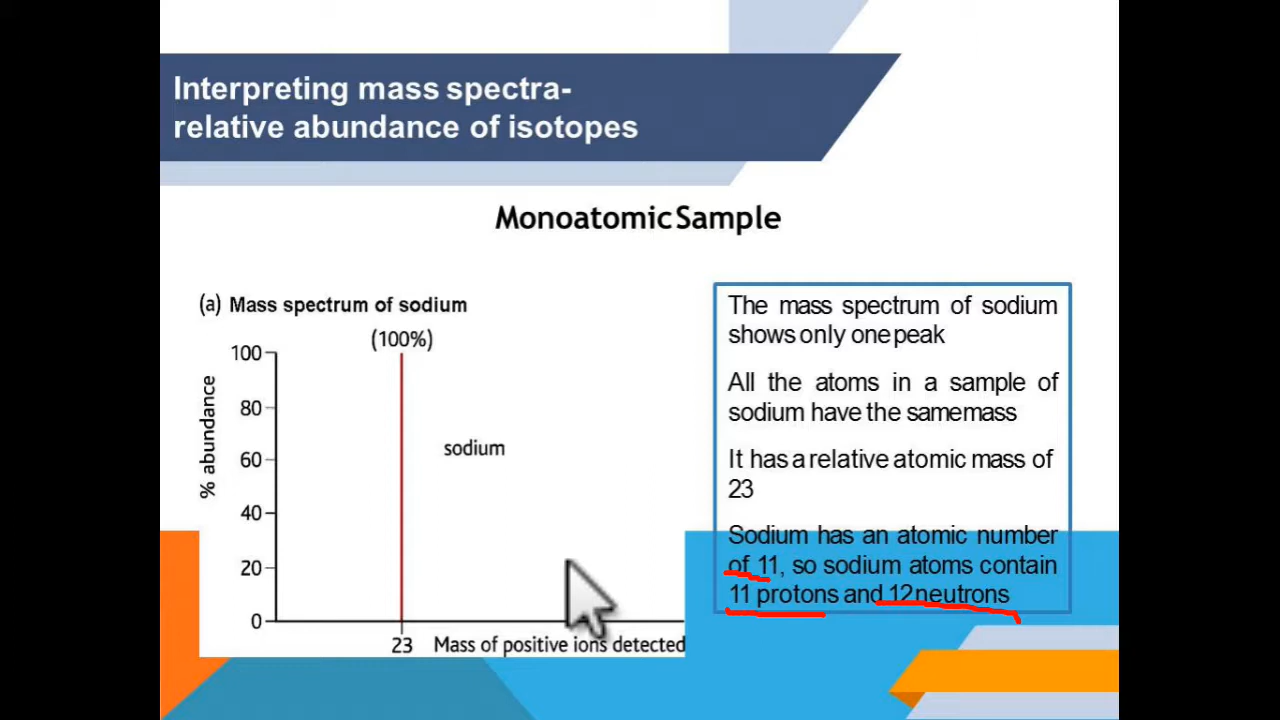 Interpreting mass spectra-
relative abundance of isotopes
Monoatomic Sample
(a) Mass spectrum of sodium
(100%)
100
80
60
40
20
0
% abundance
sodium
23
Mass of positive ions detected
The mass spectrum of sodium
shows only one peak
All the atoms in a sample of
sodium have the same mass
It has a relative atomic mass of
23
Sodium has an atomic number
of 11, so sodium atoms contain
11 protons and 12 neutrons